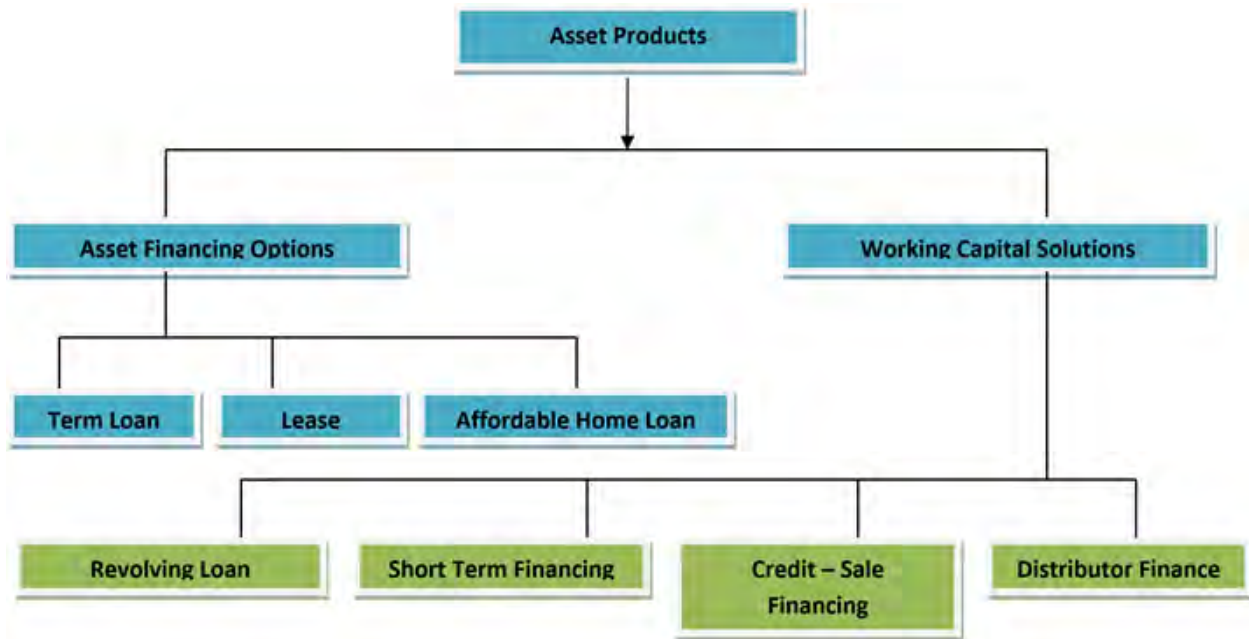 Asset Products
Asset Financing Options
Working Capital Solutions
Term Loan
Lease
Affordable Home Loan
Revolving Loan
Short Term Financing
Credit – Sale
Financing
Distributor Finance